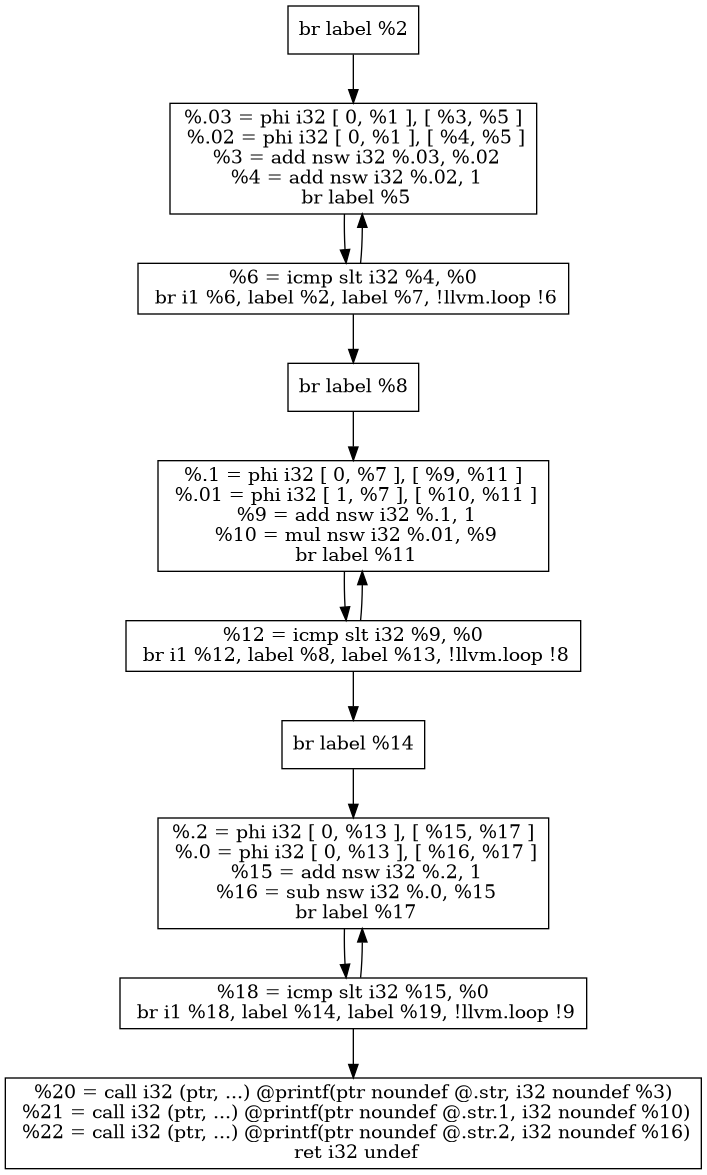 br label %2
%.03 = phi i32 [ 0, %1 ], [ %3, %5 ]
%.02 = phi i32 [ 0, %1 ], [ %4, %5 ]
%3 = add nsw i32 %.03, %.02
%4 = add nsw i32 %.02, 1
br label %5
%6 = icmp slt i32 %4, %0
br i1 %6, label %2, label %7, !llvm.loop !6
br label %8
%.1 = phi i32 [ 0, %7 ], [ %9, %11 ]
%.01 = phi i32 [ 1, %7 ], [ %10, %11 ]
%9 = add nsw i32 %.1, 1
%10 = mul nsw i32 %.01, %9
br label %11
%12 = icmp slt i32 %9, %0
br i1 %12, label %8, label %13, !llvm.loop !8
br label %14
%.2 = phi i32 [ 0, %13 ], [ %15, %17 ]
%.0 = phi i32 [ 0, %13 ], [ %16, %17 ]
%15 = add nsw i32 %.2, 1
%16 = sub nsw i32 %.0, %15
br label %17
%18 = icmp slt i32 %15, %0
br i1 %18, label %14, label %19, !llvm.loop !9
%20 = call i32 (ptr, ...) @printf(ptr noundef @.str, i32 noundef %3)
%21 = call i32 (ptr, ...) @printf(ptr noundef @.str.1, i32 noundef %10)
%22 = call i32 (ptr, ...) @printf(ptr noundef @.str.2, i32 noundef %16)
ret i32 undef